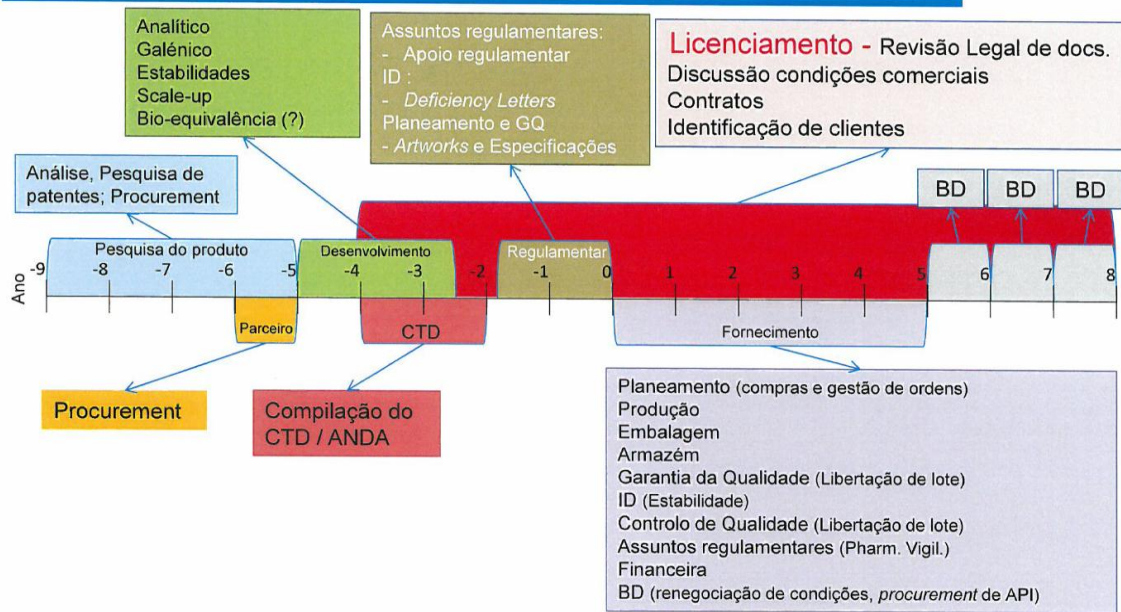 Analítico
Galénico
Estabilidades
Scale-up
Bio-equivalência (?)
Assuntos regulamentares:
- Apoio regulamentar
ID :
- Deficiency Letters
Planeamento e GQ
- Artworks e Especificações
Licenciamento - Revisão Legal de docs.
Discussão condições comerciais
Contratos
Identificação de clientes
Análise, Pesquisa de
patentes; Procurement
BD
BD
BD
Pesquisa do produto
Desenvolvimento
Regulamentar
Ano
-9 -8 -7 -6 -5 -4 -3 -2 -1 0 1 2 3 4 5 6 7 8
Parceiro
CTD
Fornecimento
Procurement
Compilação do
CTD / ANDA
Planeamento (compras e gestão de ordens)
Produção
Embalagem
Armazém
Garantia da Qualidade (Libertação de lote)
ID (Estabilidade)
Controlo de Qualidade (Libertação de lote)
Assuntos regulamentares (Pharm. Vigil.)
Financeira
BD (renegociação de condições, procurement de API)